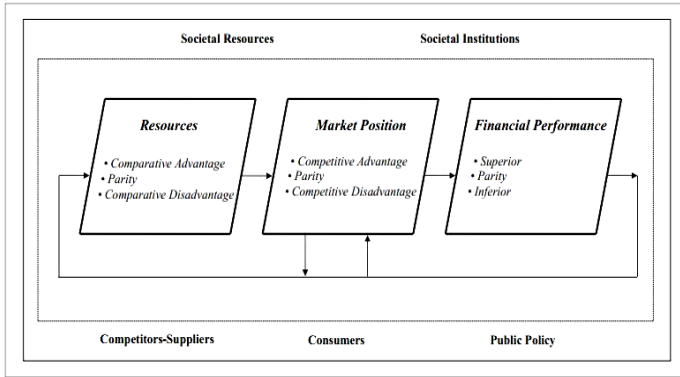 Societal Resources
Societal Institutions
Resources
• Comparative Advantage
• Parity
• Comparative Disadvantage
Market Position
• Competitive Advantage
• Parity
• Competitive Disadvantage
Financial Performance
• Superior
• Parity
• Inferior
Competitors-Suppliers
Consumers
Public Policy